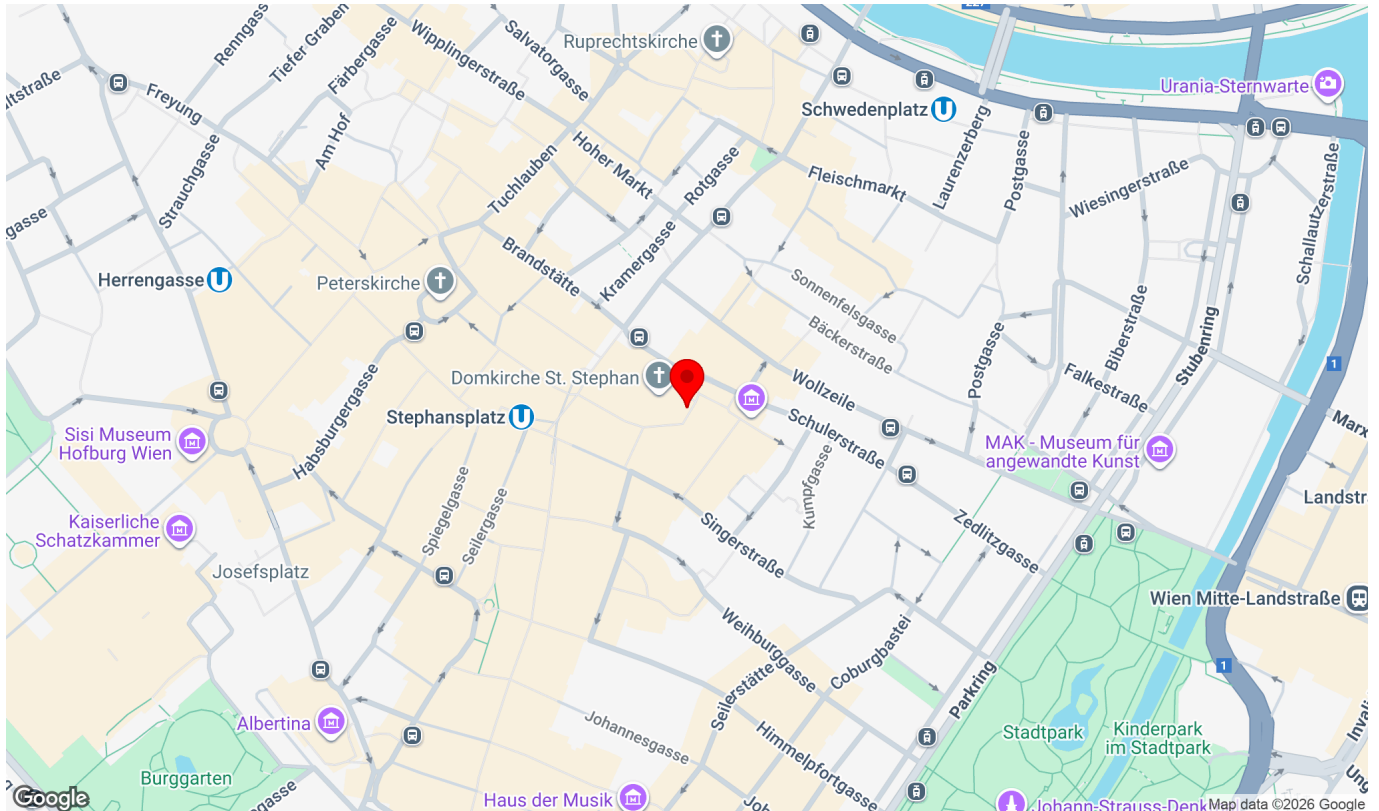 227
Renngasse
Tiefer Graben
Färbergasse
Wipplingerstraße
Salvatorgasse
Ruprechtskirche
Urania-Sternwarte
Schwedenplatz
Freyung
Am Hof
Strauchgasse
Tuchlauben
Hoher Markt
Rotgasse
Fleischmarkt
Laurenzerberg
Postgasse
Wiesingerstraße
Schallautzerstraße
Brandstätte
Kramergasse
Herrengasse
Peterskirche
Sonnenfelsgasse
Bäckerstraße
Postgasse
Biberstraße
Stubenring
Falkestraße
1
Domkirche St. Stephan
Habsburgergasse
Stephansplatz
Wollzeile
Schulerstraße
Sisi Museum
Hofburg Wien
MAK - Museum für
angewandte Kunst
Kumpfgasse
Spiegelgasse
Seilergasse
Singerstraße
Zedlitzgasse
Kaiserliche
Schatzkammer
Josefsplatz
Wien Mitte-Landstraße
Weihburggasse
Coburgbastei
Seilerstätte
Parkring
1
Albertina
Johannesgasse
Himmelpfortgasse
Stadtpark
Kinderpark
im Stadtpark
Burggarten
Haus der Musik
Google
Map data ©2026 Google